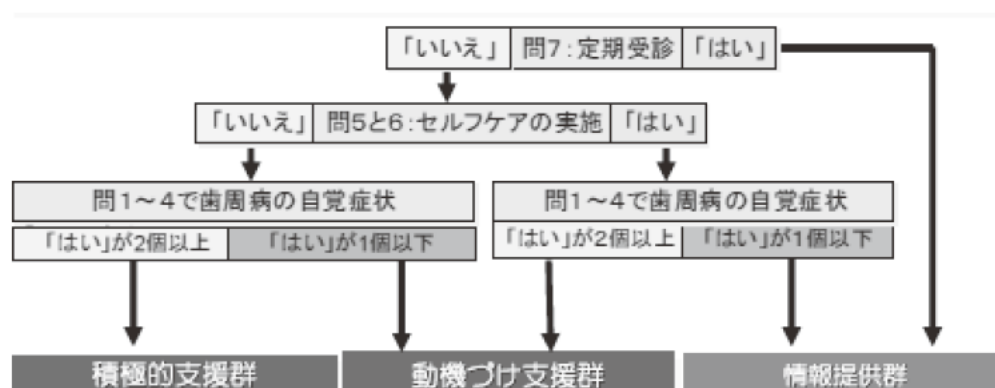 「いいえ」 問7:定期受診 「はい」
「いいえ」 問5と6:セルフケアの実施 「はい」
問1〜4で歯周病の自覚症状 問1〜4で歯周病の自覚症状
「はい」が2個以上 「はい」が1個以下 「はい」が2個以上 「はい」が1個以下
積極的支援群 動機づけ支援群 情報提供群